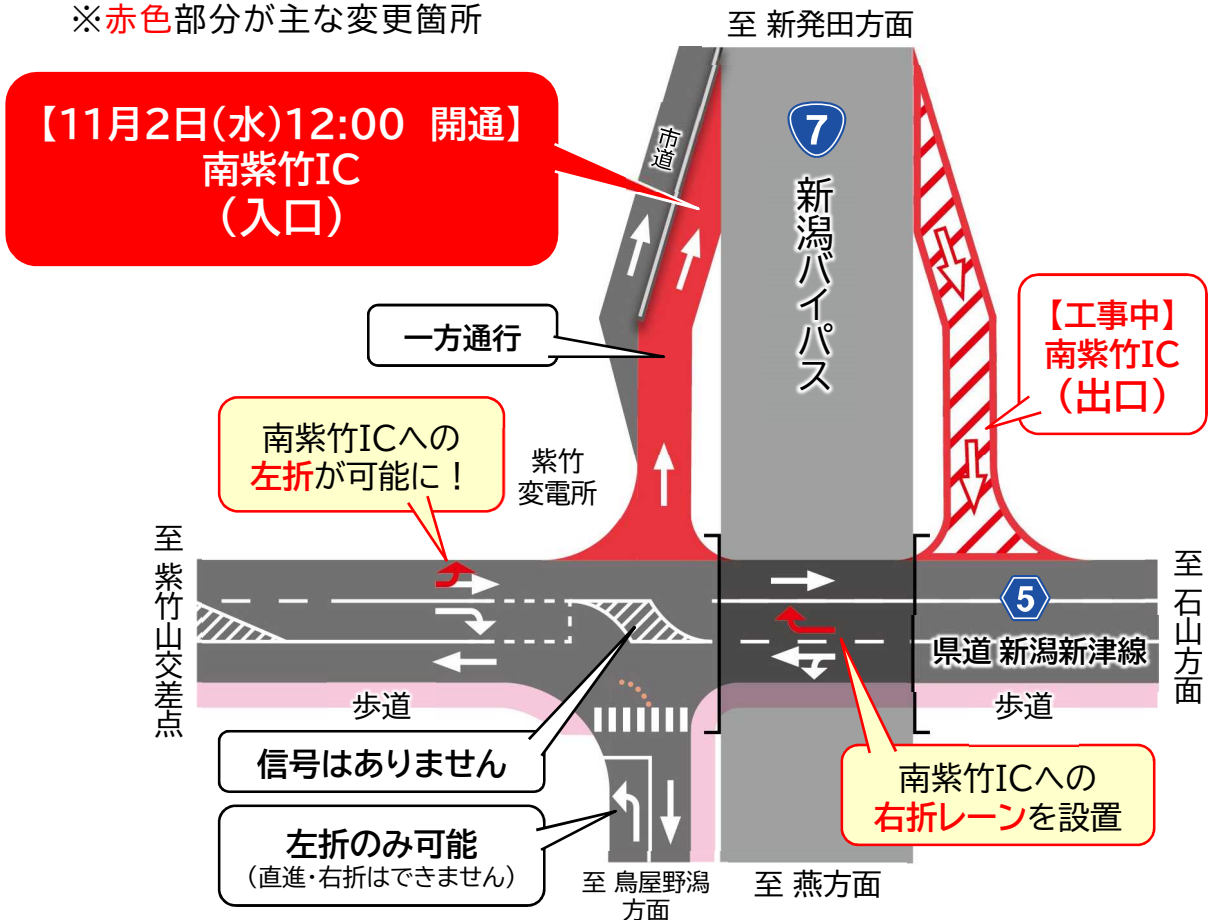 ※赤色部分が主な変更箇所
至 新発田方面
【11月2日(水)12:00 開通】
南紫竹IC
（入口）
市道
7
新潟バイパス
一方通行
【工事中】
南紫竹IC
（出口）
南紫竹ICへの
左折が可能に！
紫竹
変電所
至 紫竹山交差点
至 石山方面
5
県道 新潟新津線
歩道
歩道
信号はありません
左折のみ可能
（直進・右折はできません）
南紫竹ICへの
右折レーンを設置
至 鳥屋野潟
方面
至 燕方面